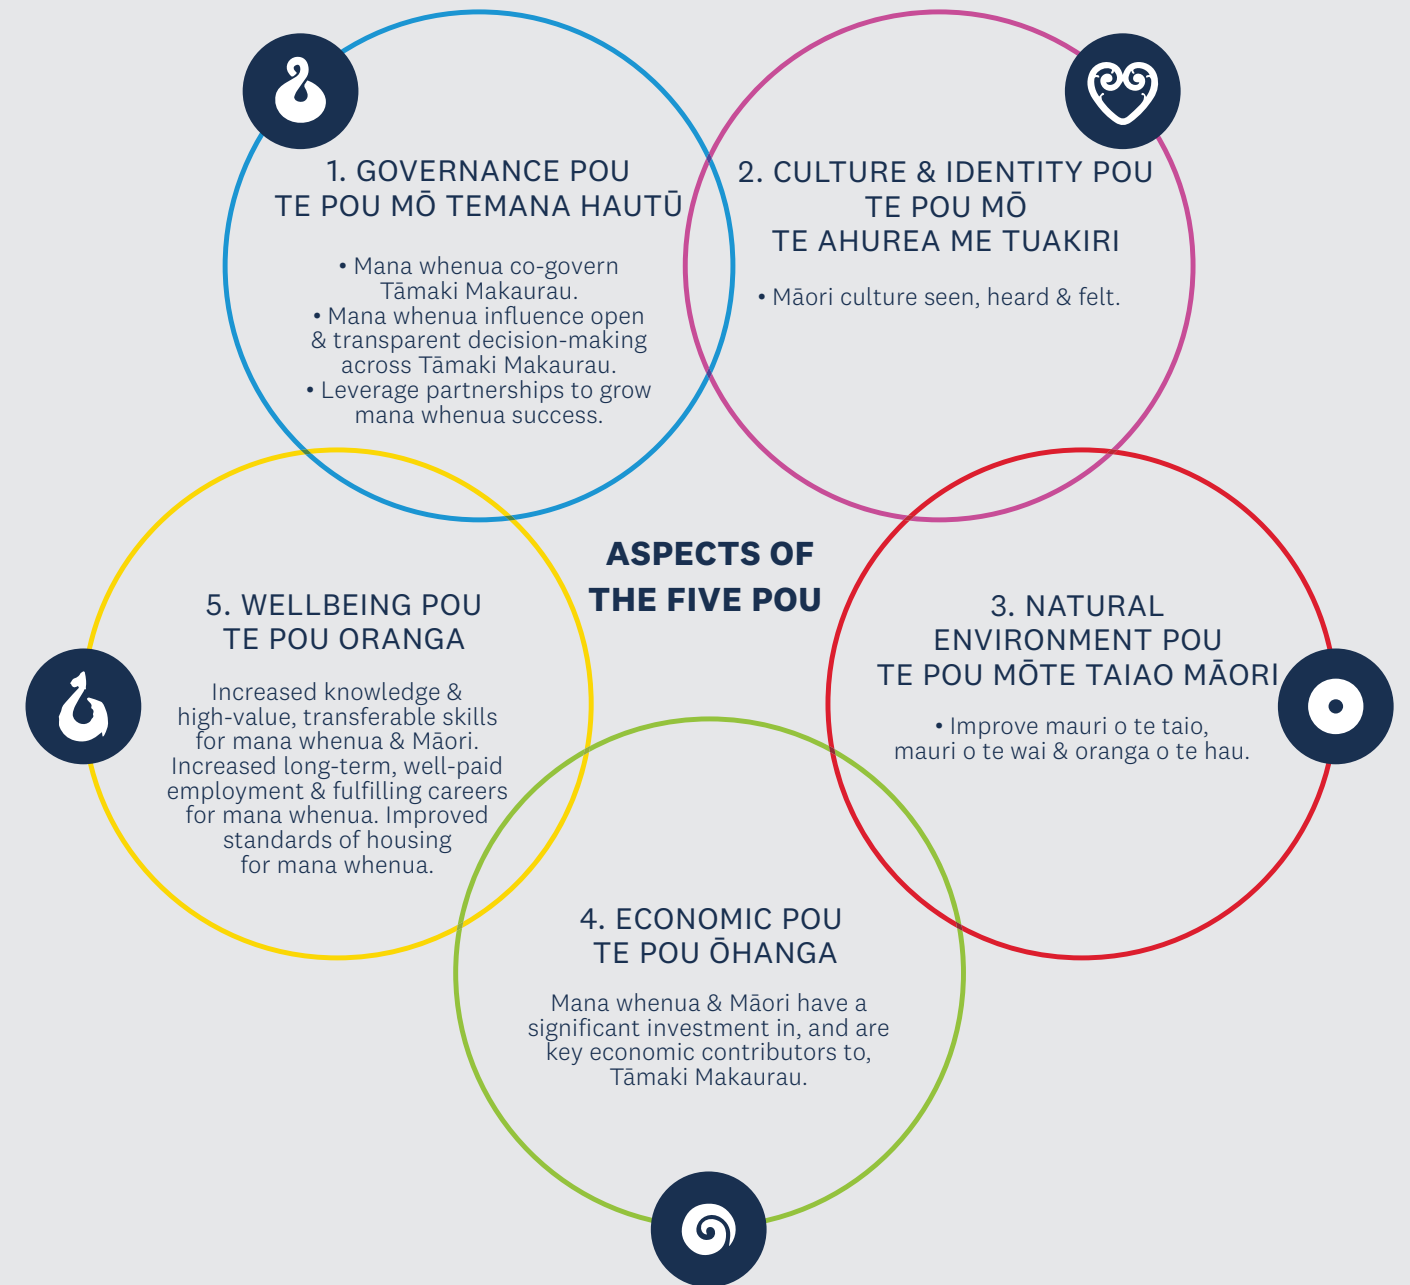 1. GOVERNANCE POU
TE POU MŌ TEMANA HAUTŪ
• Mana whenua co-govern
Tāmaki Makaurau.
• Mana whenua influence open
& transparent decision-making
across Tāmaki Makaurau.
• Leverage partnerships to grow
mana whenua success.
2. CULTURE & IDENTITY POU
TE POU MŌ
TE AHUREA ME TUAKIRI
• Māori culture seen, heard & felt.
ASPECTS OF
THE FIVE POU
3. NATURAL
ENVIRONMENT POU
TE POU MŌTE TAIAO MĀORI
• Improve mauri o te taio,
mauri o te wai & oranga o te hau.
4. ECONOMIC POU
TE POU ŌHANGA
Mana whenua & Māori have a
significant investment in, and are
key economic contributors to,
Tāmaki Makaurau.
5. WELLBEING POU
TE POU ORANGA
Increased knowledge &
high-value, transferable skills
for mana whenua & Māori.
Increased long-term, well-paid
employment & fulfilling careers
for mana whenua. Improved
standards of housing
for mana whenua.